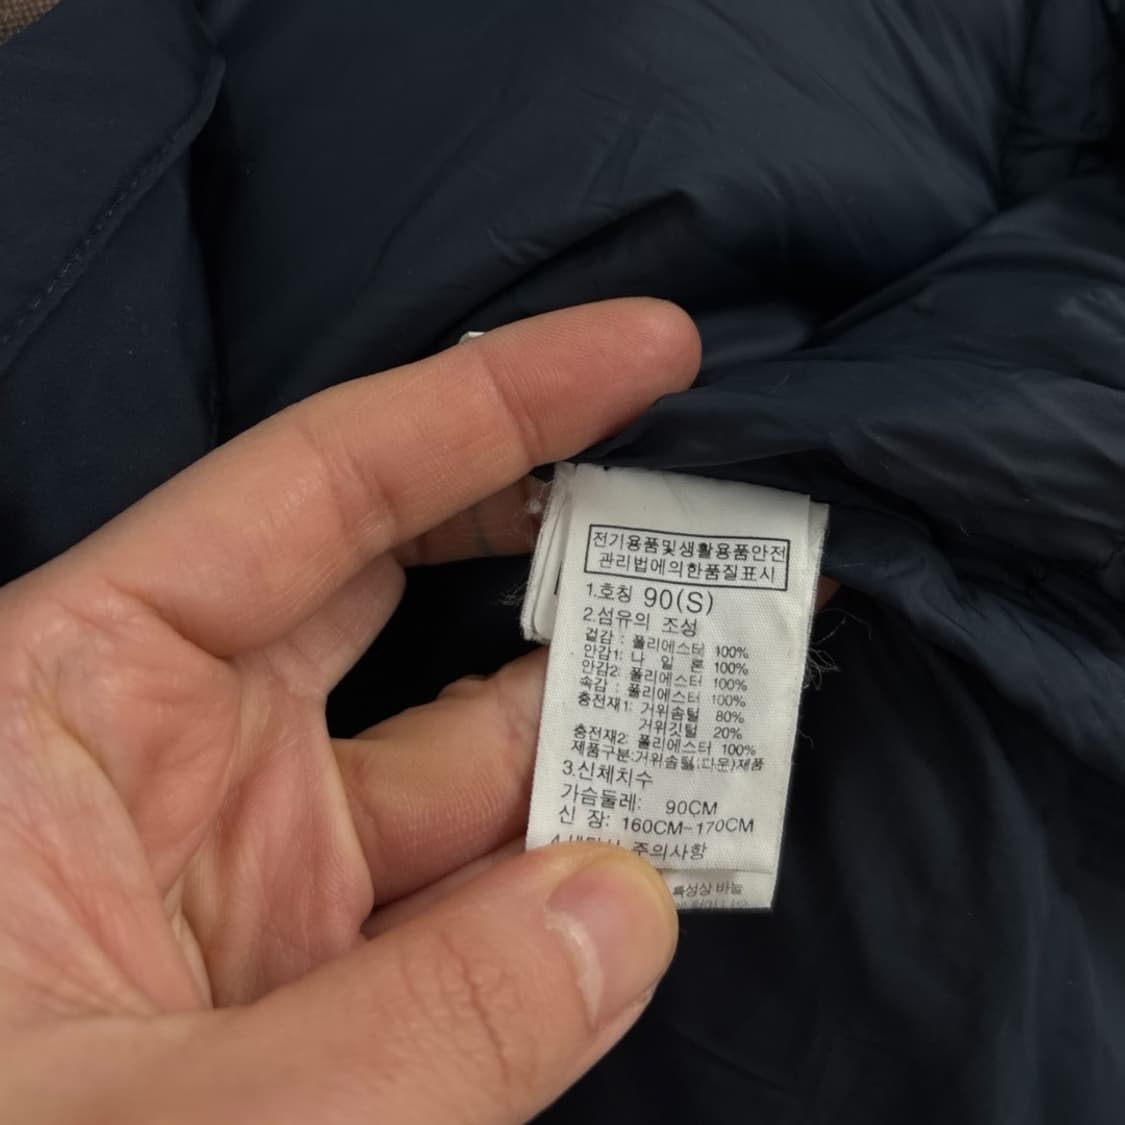 전기용품및생활용품안전
관리법에의한품질표시
1.호칭 90(S)
2.섬유의 조성
겉감 : 폴리에스터 100%
안감1: 나 일 론 100%
안감2: 폴리에스터 100%
속감 : 폴리에스터 100%
충전재1: 거위솜털 80%
거위깃털 20%
충전재2: 폴리에스터 100%
제품구분:거위솜털(다운)제품
3.신체치수
가슴둘레: 90CM
신 장: 160CM-170CM
주의사항
특성상 바늘